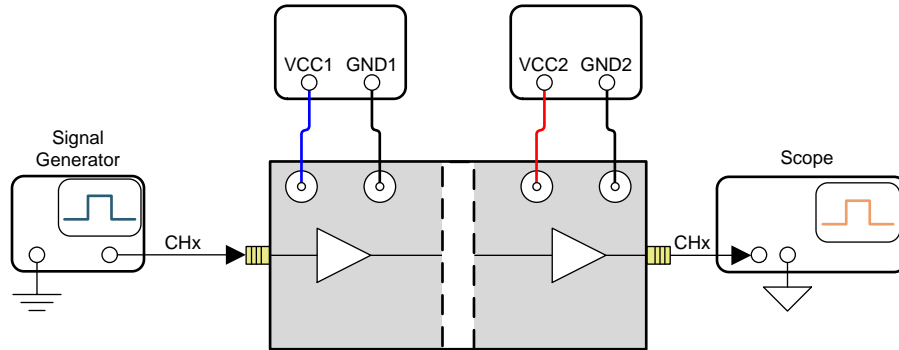 VCC1 GND1
VCC2 GND2
Signal
Generator
Scope
CHx
CHx